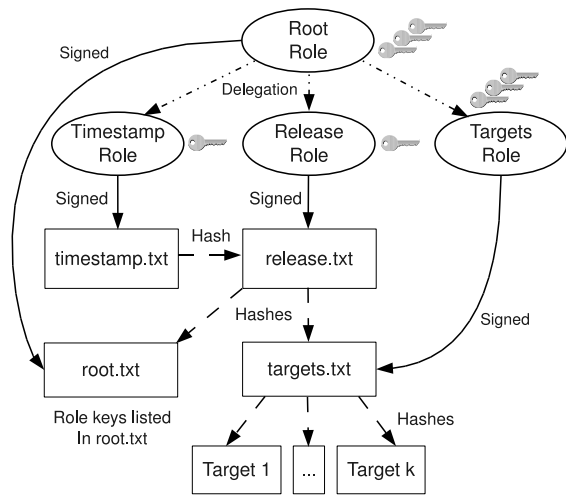 Root
Role
Signed
Delegation
Timestamp
Role
Release
Role
Targets
Role
Signed
Signed
Hash
timestamp.txt
release.txt
Hashes
Signed
root.txt
targets.txt
Role keys listed
In root.txt
Hashes
Target 1
...
Target k